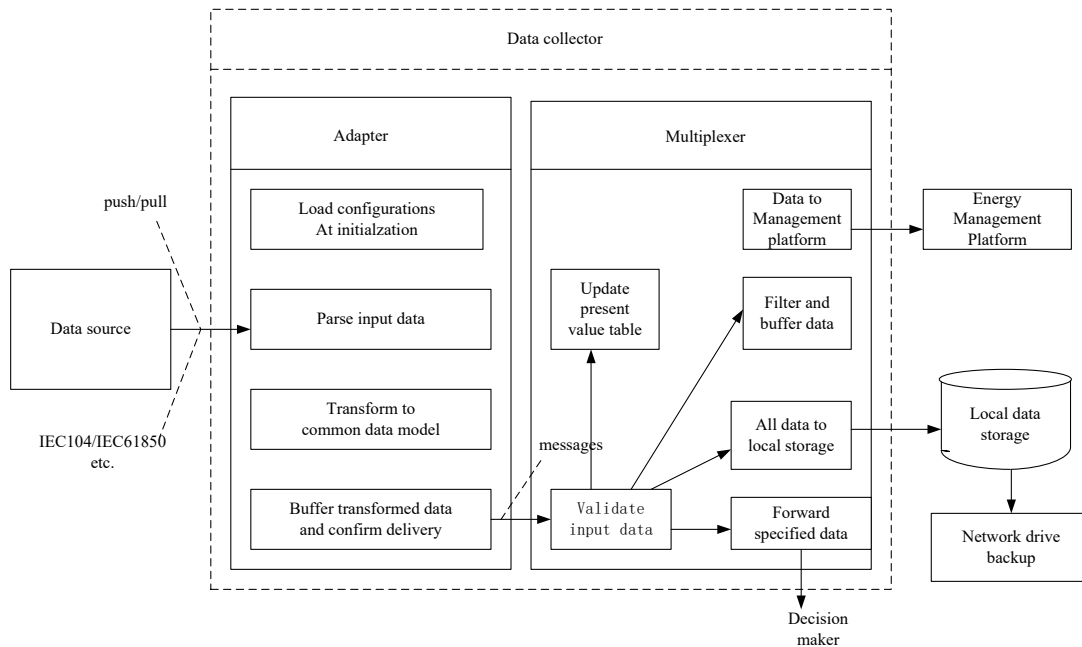 Data collector
Adapter
Multiplexer
push/pull
Load configurations
At initialzation
Data to
Management
platform
Energy
Management
Platform
Data source
Parse input data
Update
present
value table
Filter and
buffer data
IEC104/IEC61850
etc.
Transform to
common data model
messages
All data to
local storage
Local data
storage
Buffer transformed data
and confirm delivery
Validate
input data
Forward
specified data
Network drive
backup
Decision
maker